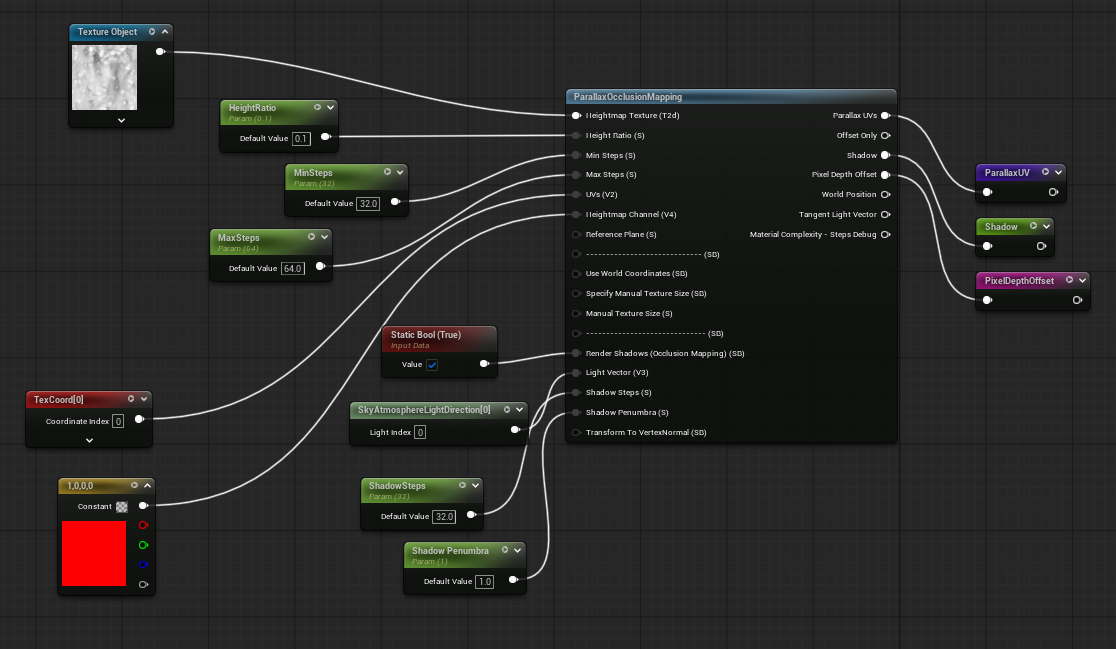 Texture Object
HeightRatio
Param (0.1)
Default Value 0.1
MinSteps
Param (32)
Default Value 32.0
MaxSteps
Param (64)
Default Value 64.0
TexCoord[0]
Coordinate Index 0
1,0,0,0
Constant
Static Bool (True)
Input Data
Value
SkyAtmosphereLightDirection[0]
Light Index 0
ShadowSteps
Param (32)
Default Value 32.0
Shadow Penumbra
Param (1)
Default Value 1.0
ParallaxOcclusionMapping
Heightmap Texture (T2d)
Height Ratio (S)
Min Steps (S)
Max Steps (S)
UVs (V2)
Heightmap Channel (V4)
Reference Plane (S)
------------------------------ (SB)
Use World Coordinates (SB)
Specify Manual Texture Size (SB)
Manual Texture Size (S)
------------------------------- (SB)
Render Shadows (Occlusion Mapping) (SB)
Light Vector (V3)
Shadow Steps (S)
Shadow Penumbra (S)
Transform To VertexNormal (SB)
Parallax UVs
Offset Only
Shadow
Pixel Depth Offset
World Position
Tangent Light Vector
Material Complexity - Steps Debug
ParallaxUV
Shadow
PixelDepthOffset